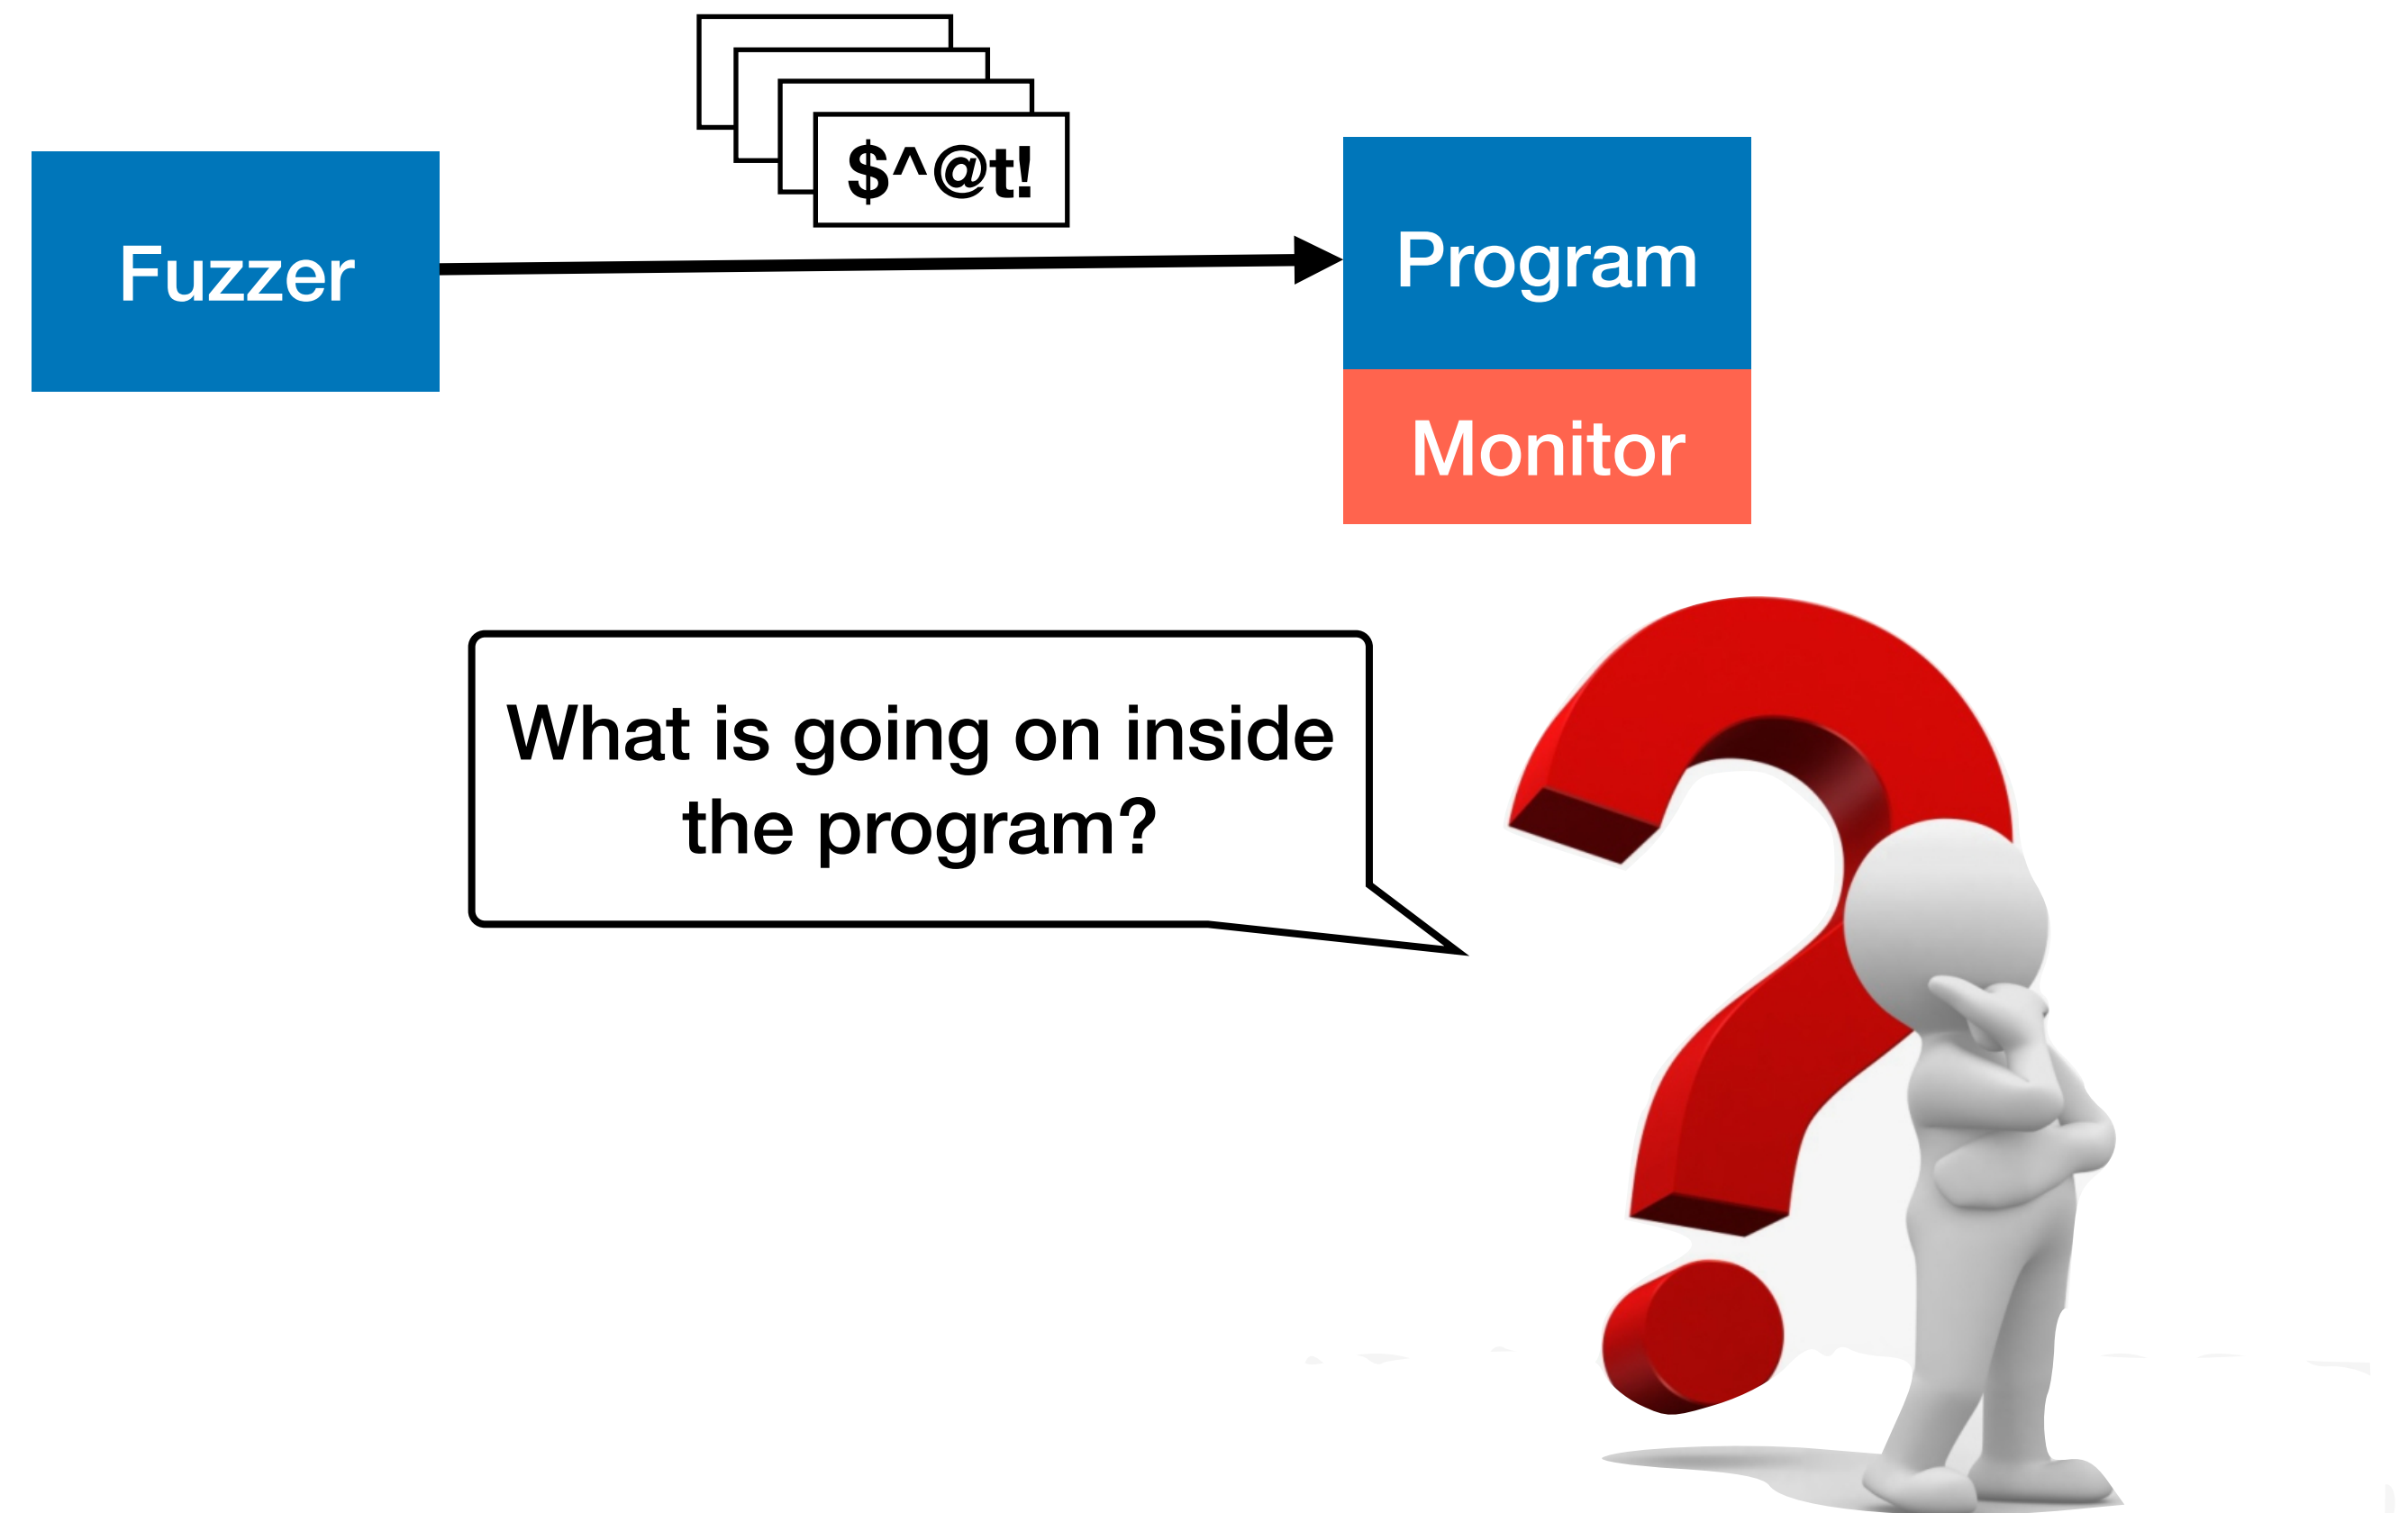 $^@t!
Fuzzer
Program
Monitor
What is going on inside
the program?